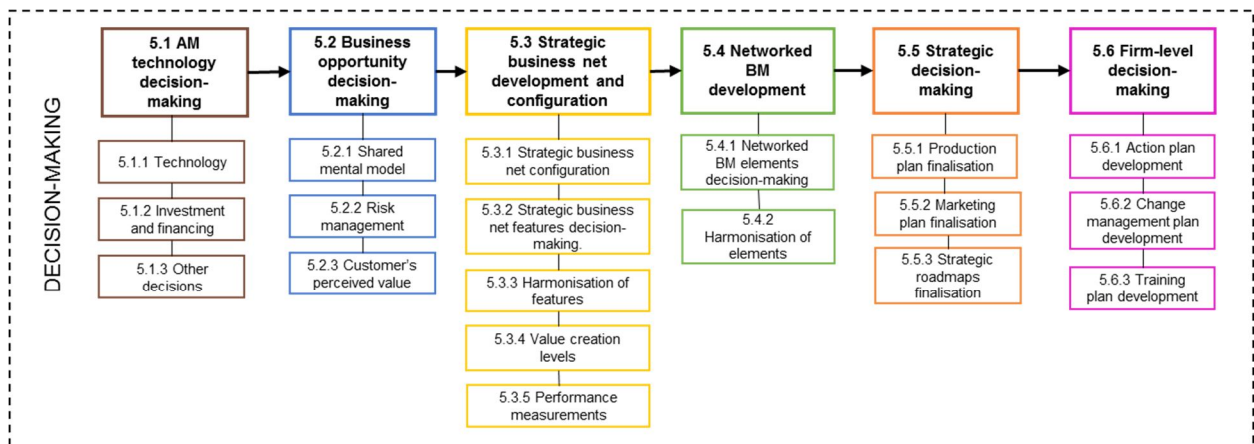 DECISION-MAKING
5.1 AM
technology
decision-
making
5.1.1 Technology
5.1.2 Investment
and financing
5.1.3 Other
decisions
5.2 Business
opportunity
decision-
making
5.2.1 Shared
mental model
5.2.2 Risk
management
5.2.3 Customer's
perceived value
5.3 Strategic
business net
development and
configuration
5.3.1 Strategic business
net configuration
5.3.2 Strategic business
net features decision-
making.
5.3.3 Harmonisation of
features
5.3.4 Value creation
levels
5.3.5 Performance
measurements
5.4 Networked
BM
development
5.4.1 Networked
BM elements
decision-making
5.4.2
Harmonisation of
elements
5.5 Strategic
decision-
making
5.5.1 Production
plan finalisation
5.5.2 Marketing
plan finalisation
5.5.3 Strategic
roadmaps
finalisation
5.6 Firm-level
decision-
making
5.6.1 Action plan
development
5.6.2 Change
management plan
development
5.6.3 Training
plan development